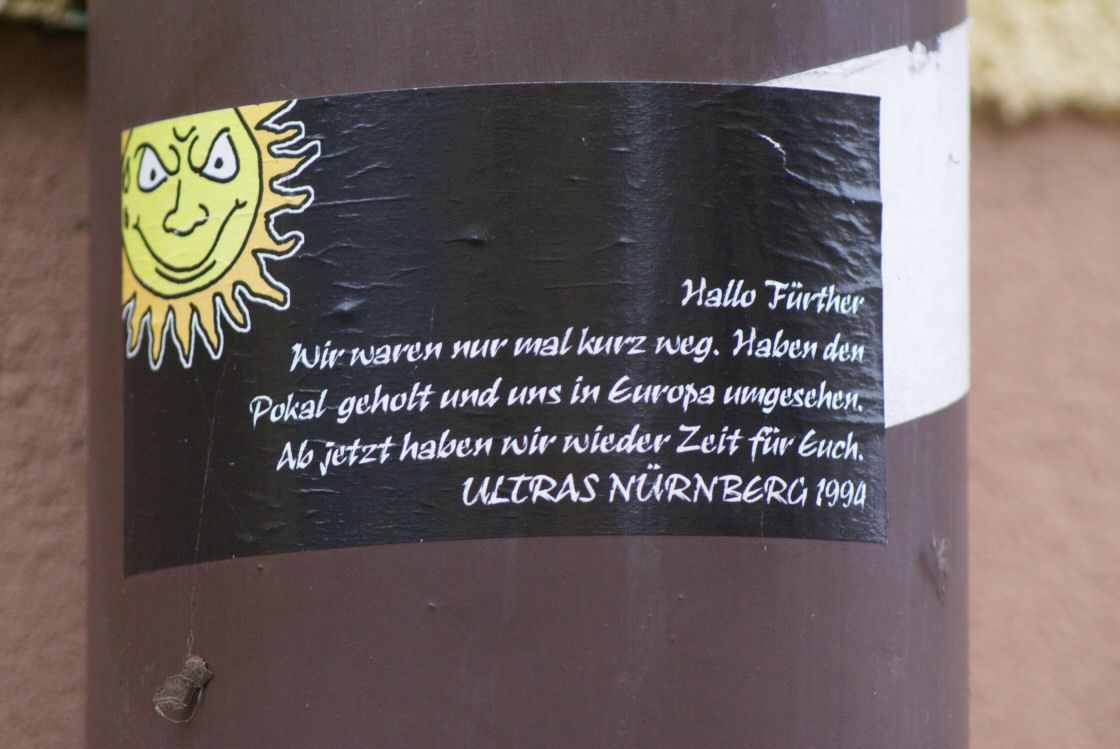 Hallo Fürther
Wir waren nur mal kurz weg. Haben den
Pokal geholt und uns in Europa umgesehen.
Ab jetzt haben wir wieder Zeit für Euch.
ULTRAS NÜRNBERG 1994